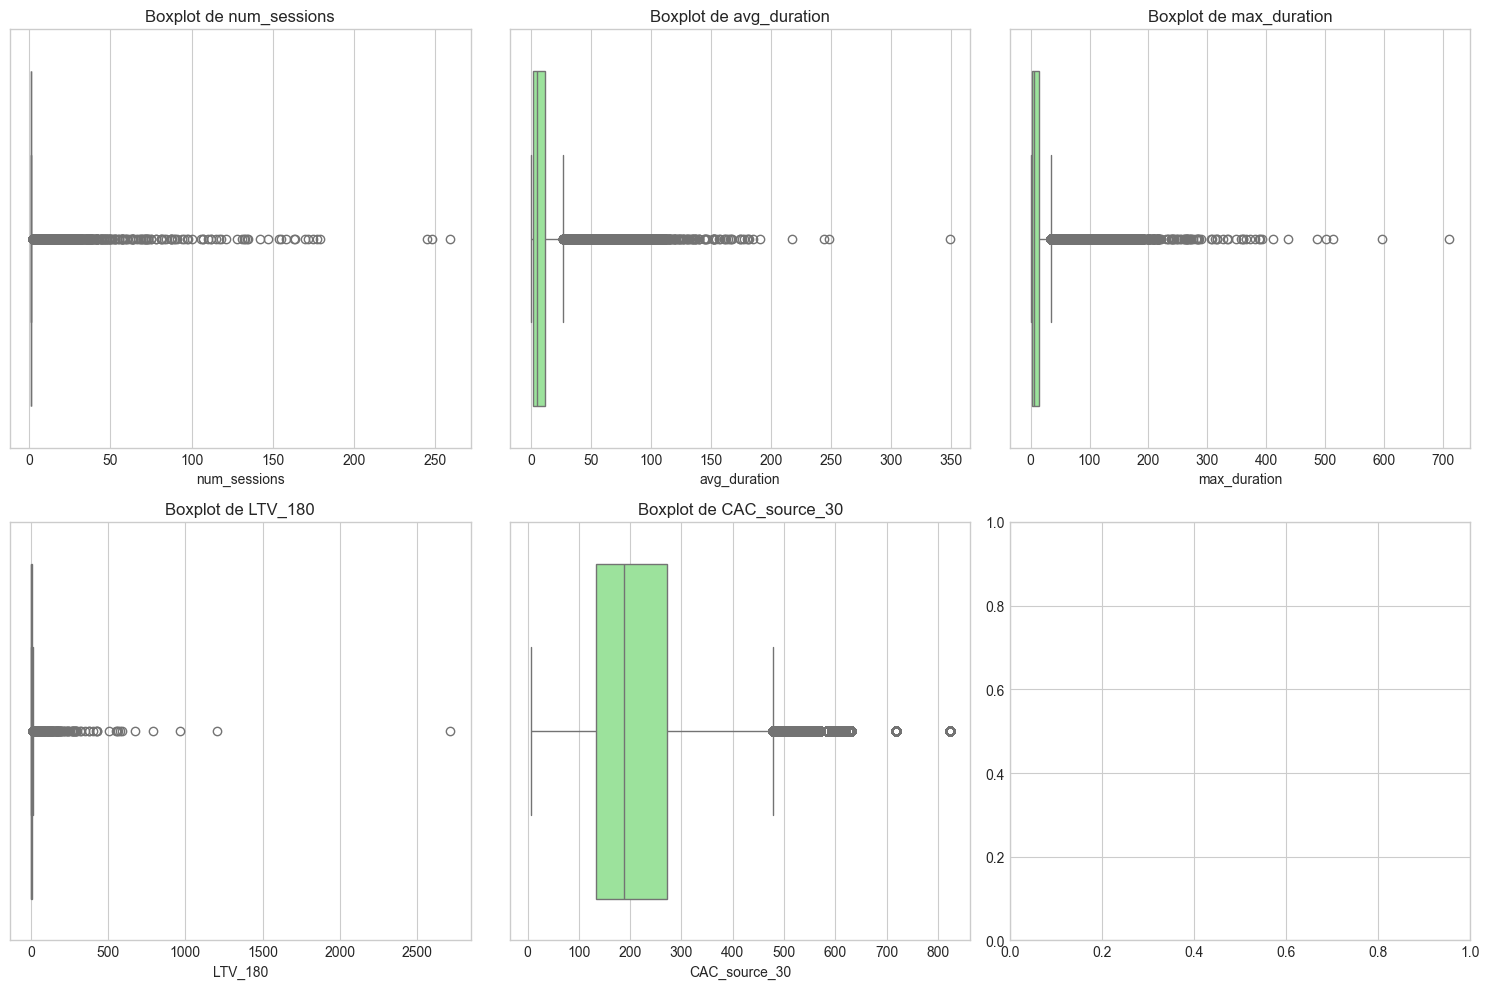 Boxplot de num_sessions
Boxplot de avg_duration
Boxplot de max_duration
0 50 100 150 200 250
0 50 100 150 200 250 300 350
0 100 200 300 400 500 600 700
num_sessions
avg_duration
max_duration
Boxplot de LTV_180
Boxplot de CAC_source_30
1.0
0.8
0.6
0.4
0.2
0.0
0 500 1000 1500 2000 2500
0 100 200 300 400 500 600 700 800
0.0 0.2 0.4 0.6 0.8 1.0
LTV_180
CAC_source_30